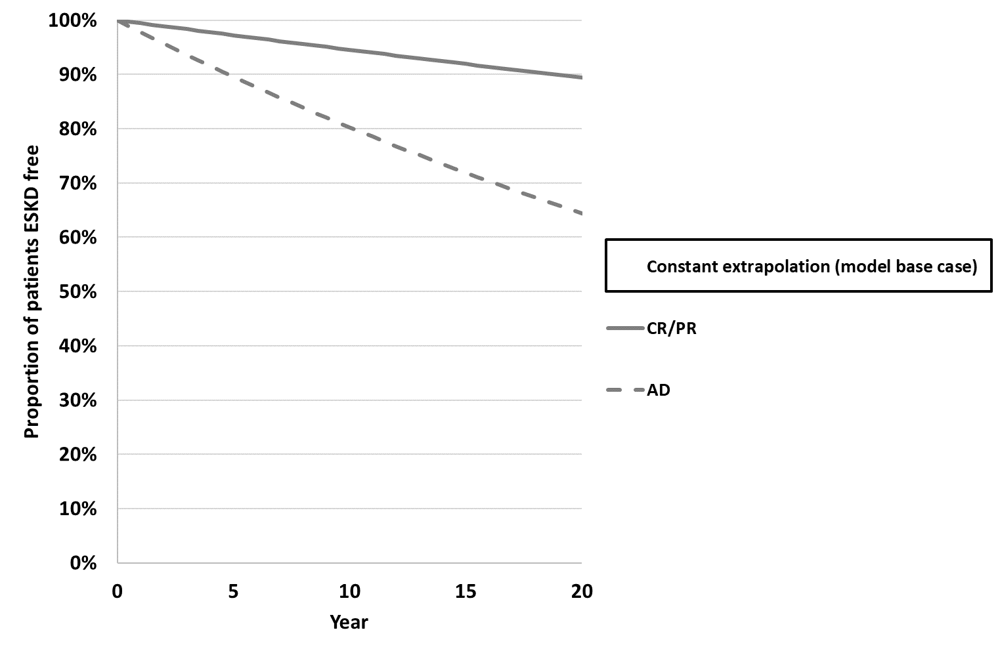 100%
90%
80%
70%
60%
50%
40%
30%
20%
10%
0%
Proportion of patients ESKD free
0 5 10 15 20
Year
Constant extrapolation (model base case)
CR/PR
AD